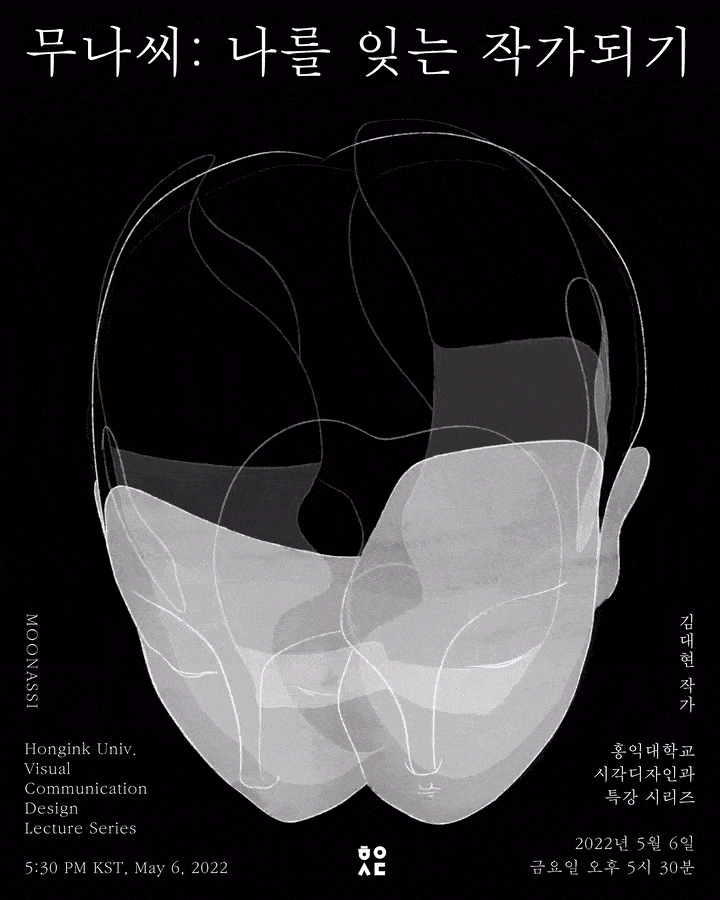 무나씨: 나를 잊는 작가되기
MOONASSI
김대현 작가
Hongink Univ.
Visual
Communication
Design
Lecture Series
5:30 PM KST, May 6, 2022
홍익대학교
시각디자인과
특강 시리즈
2022년 5월 6일
금요일 오후 5시 30분